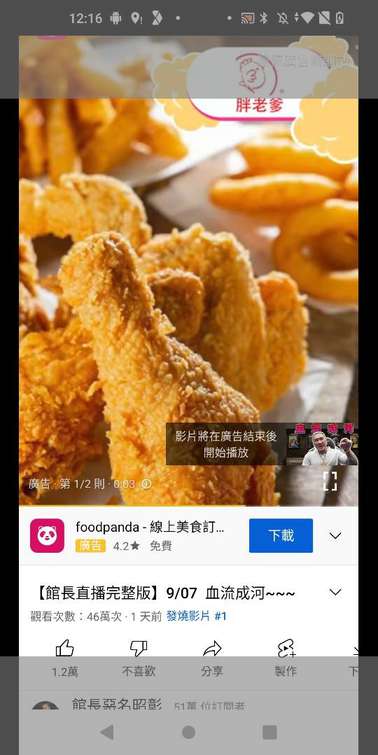 12:16
胖老爹
影片將在廣告結束後
開始播放
廣告 · 第 1/2 則 · 0:03
foodpanda - 線上美食訂…
下載
廣告 4.2★ 免費
【館長直播完整版】9/07 血流成河~~~
觀看次數：46萬次 · 1 天前 發燒影片 #1
1.2萬 不喜歡 分享 製作 下
館長惡名昭彰 51萬 位訂閱者